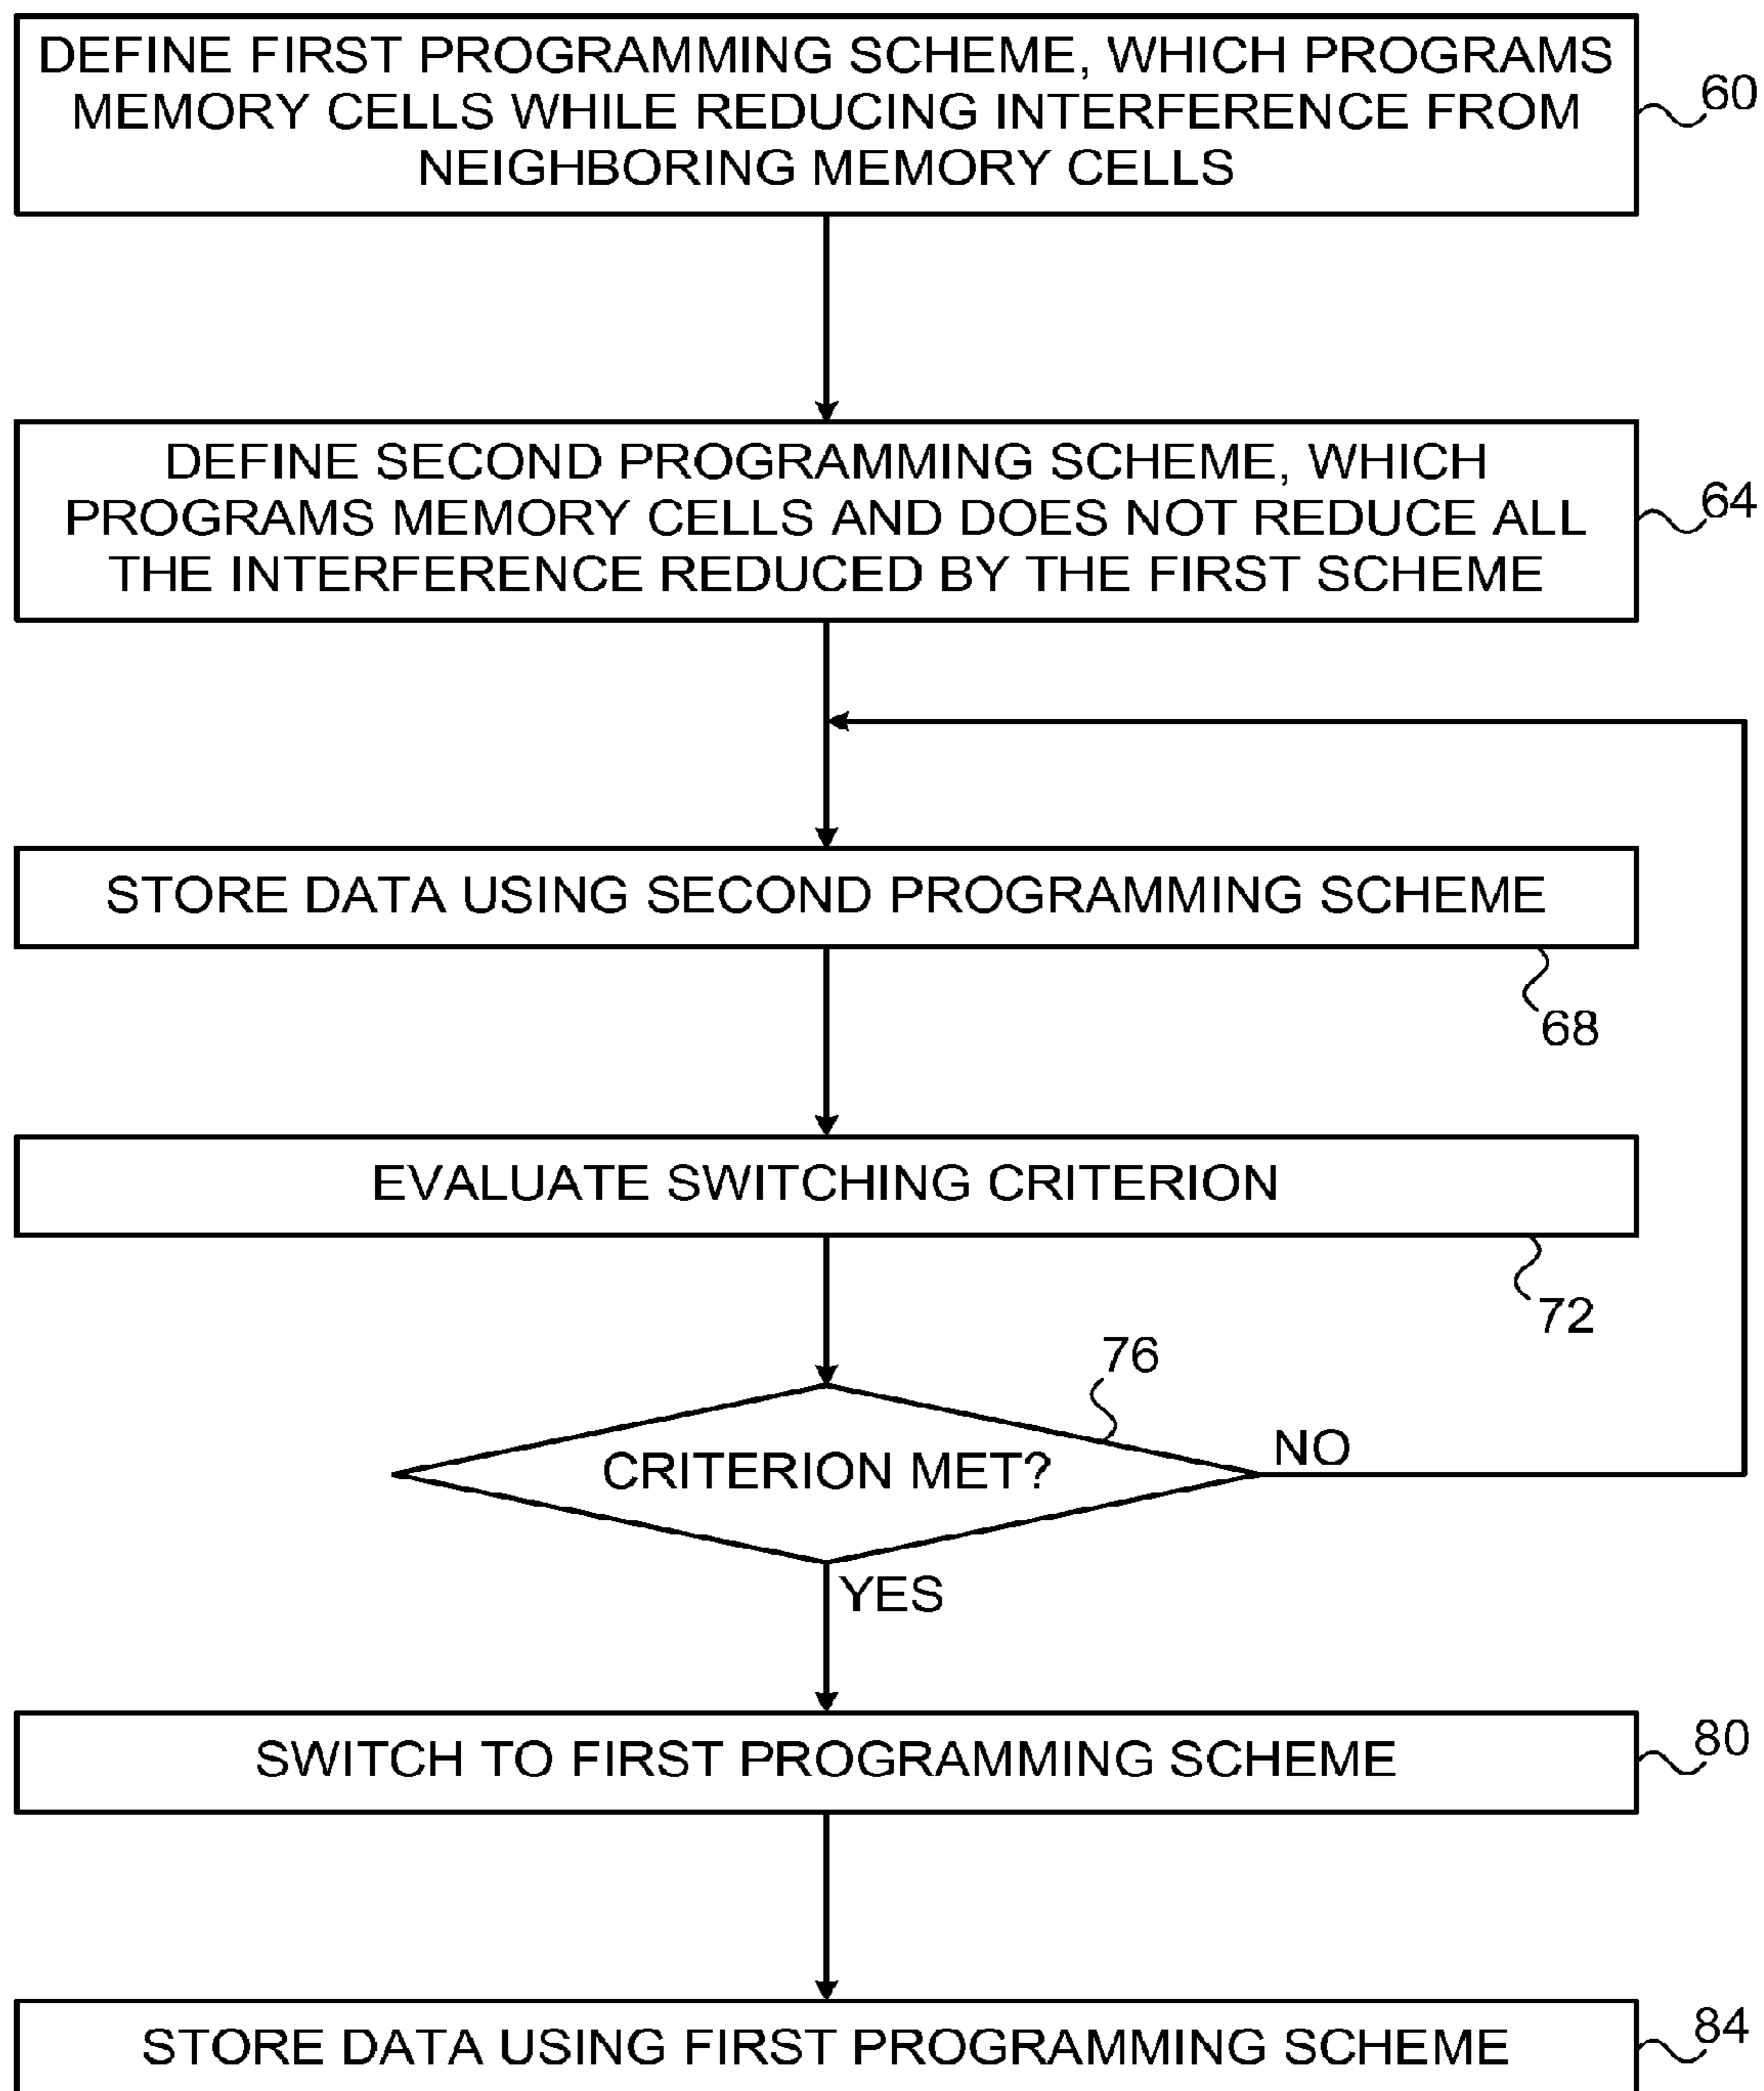 DEFINE FIRST PROGRAMMING SCHEME, WHICH PROGRAMS
MEMORY CELLS WHILE REDUCING INTERFERENCE FROM
NEIGHBORING MEMORY CELLS
60
DEFINE SECOND PROGRAMMING SCHEME, WHICH
PROGRAMS MEMORY CELLS AND DOES NOT REDUCE ALL
THE INTERFERENCE REDUCED BY THE FIRST SCHEME
64
STORE DATA USING SECOND PROGRAMMING SCHEME
68
EVALUATE SWITCHING CRITERION
72
76
CRITERION MET?
NO
YES
SWITCH TO FIRST PROGRAMMING SCHEME
80
STORE DATA USING FIRST PROGRAMMING SCHEME
84